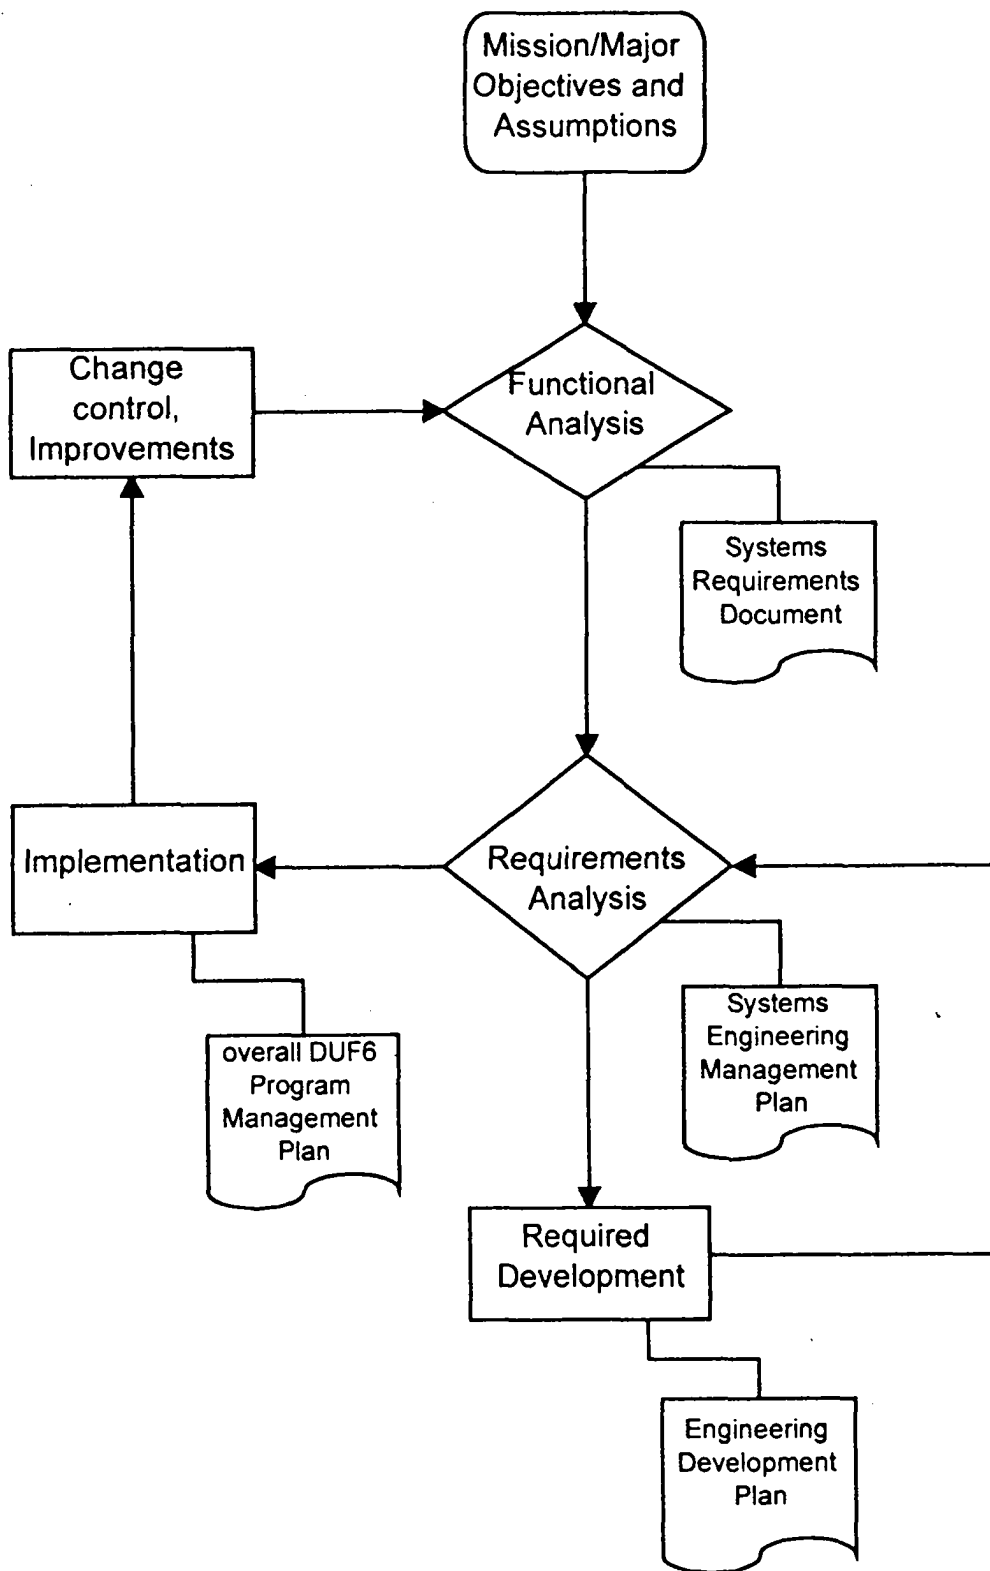 Mission/Major
Objectives and
Assumptions
Change
control,
Improvements
Functional
Analysis
Systems
Requirements
Document
Implementation
Requirements
Analysis
overall DUF6
Program
Management
Plan
Systems
Engineering
Management
Plan
Required
Development
Engineering
Development
Plan